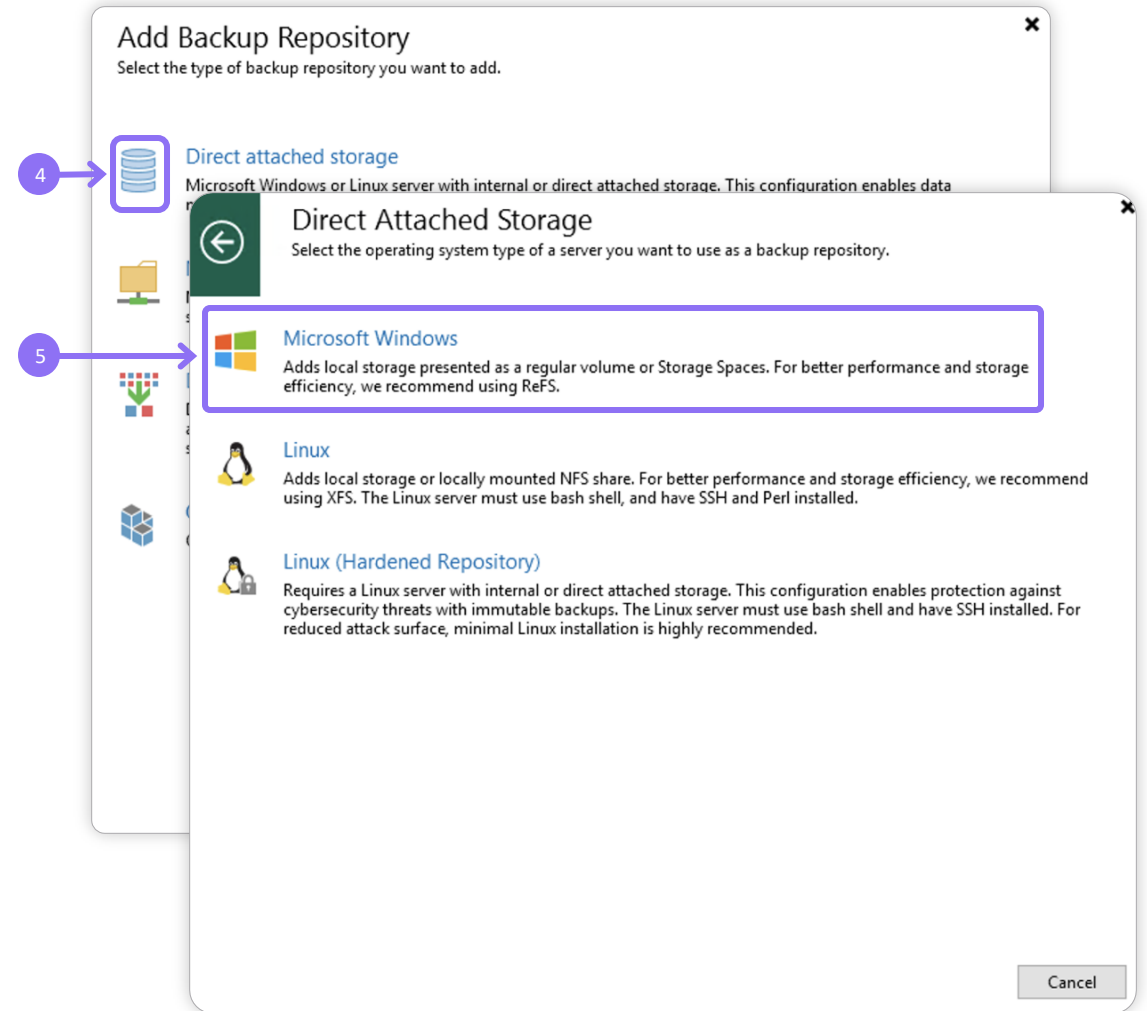 Add Backup Repository
Select the type of backup repository you want to add.
4
Direct attached storage
Microsoft Windows or Linux server with internal or direct attached storage. This configuration enables data
Direct Attached Storage
Select the operating system type of a server you want to use as a backup repository.
5
Microsoft Windows
Adds local storage presented as a regular volume or Storage Spaces. For better performance and storage
efficiency, we recommend using ReFS.
Linux
Adds local storage or locally mounted NFS share. For better performance and storage efficiency, we recommend
using XFS. The Linux server must use bash shell, and have SSH and Perl installed.
Linux (Hardened Repository)
Requires a Linux server with internal or direct attached storage. This configuration enables protection against
cybersecurity threats with immutable backups. The Linux server must use bash shell and have SSH installed. For
reduced attack surface, minimal Linux installation is highly recommended.
Cancel